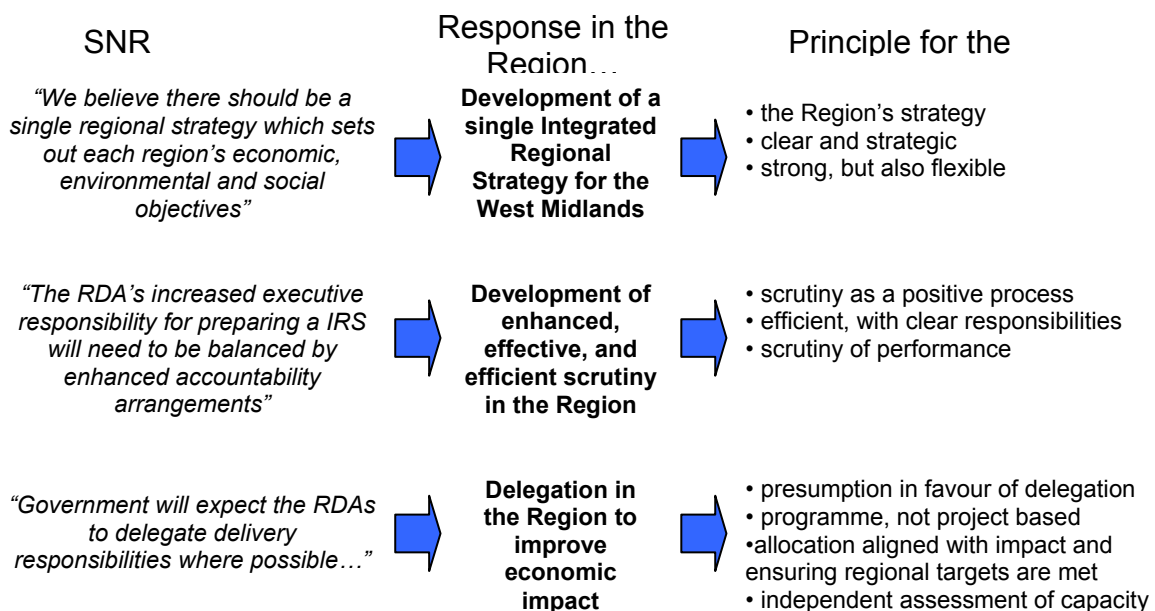 SNR
Response in the
Region…
Principle for the
“We believe there should be a
single regional strategy which sets
out each region’s economic,
environmental and social
objectives”
Development of a
single Integrated
Regional
Strategy for the
West Midlands
• the Region’s strategy
• clear and strategic
• strong, but also flexible
“The RDA’s increased executive
responsibility for preparing a IRS
will need to be balanced by
enhanced accountability
arrangements”
Development of
enhanced,
effective, and
efficient scrutiny
in the Region
• scrutiny as a positive process
• efficient, with clear responsibilities
• scrutiny of performance
“Government will expect the RDAs
to delegate delivery
responsibilities where possible…”
Delegation in
the Region to
improve
economic
impact
• presumption in favour of delegation
• programme, not project based
•allocation aligned with impact and
ensuring regional targets are met
• independent assessment of capacity